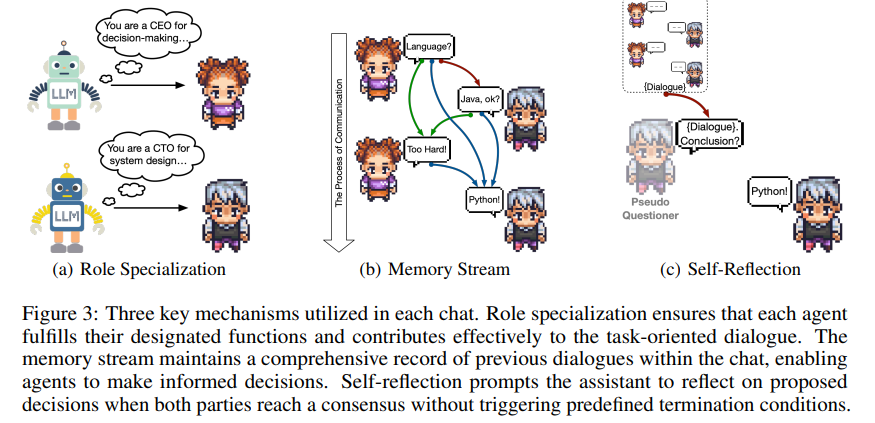 You are a CEO for
decision-making...
LLM
You are a CTO for
system design...
LLM
(a) Role Specialization
The Process of Communication
Language?
Java, ok?
Too Hard!
Python!
(b) Memory Stream
{Dialogue}
{Dialogue}.
Conclusion?
Pseudo
Questioner
Python!
(c) Self-Reflection
Figure 3: Three key mechanisms utilized in each chat. Role specialization ensures that each agent
fulfills their designated functions and contributes effectively to the task-oriented dialogue. The
memory stream maintains a comprehensive record of previous dialogues within the chat, enabling
agents to make informed decisions. Self-reflection prompts the assistant to reflect on proposed
decisions when both parties reach a consensus without triggering predefined termination conditions.